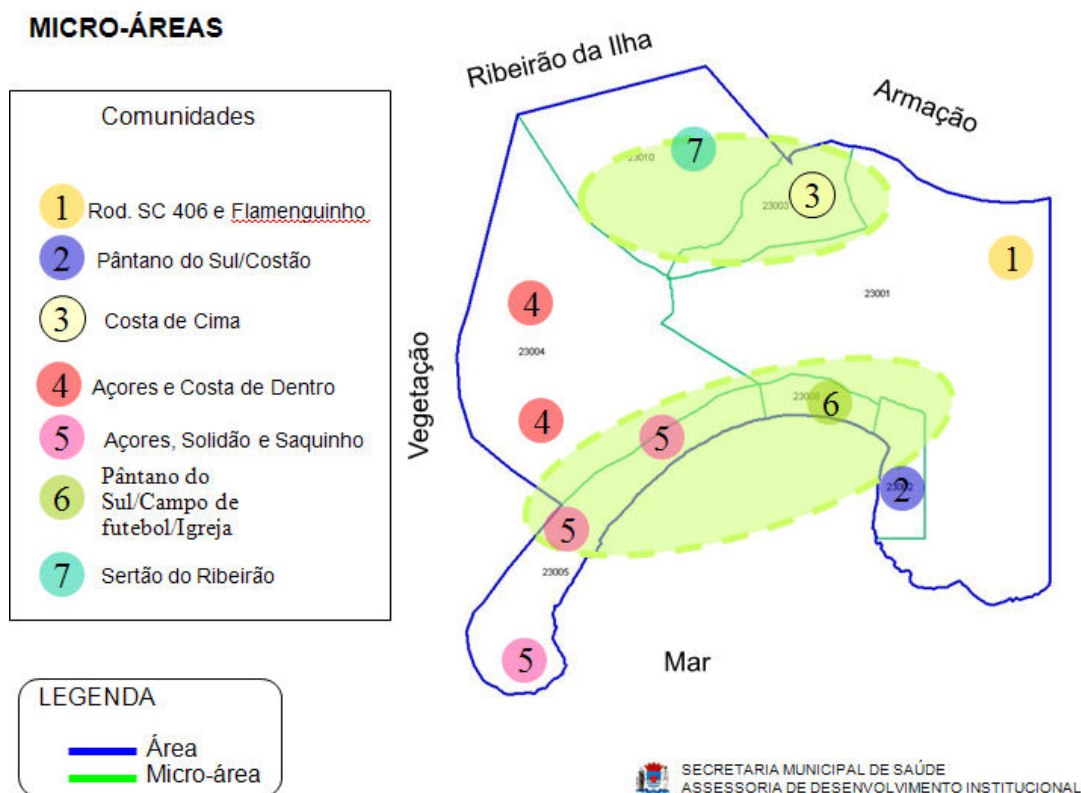 MICRO-ÁREAS
Comunidades
1 Rod. SC 406 e Flamenguinho
2 Pântano do Sul/Costão
3 Costa de Cima
4 Açores e Costa de Dentro
5 Açores, Solidão e Saquinho
6 Pântano do
Sul/Campo de
futebol/Igreja
7 Sertão do Ribeirão
LEGENDA
Área
Micro-área
Ribeirão da Ilha
Armação
Vegetação
Mar
7
23010
3
23003
1
23001
4
23004
4
6
5
2
5
23005
5
SECRETARIA MUNICIPAL DE SAÚDE
ASSESSORIA DE DESENVOLVIMENTO INSTITUCIONAL